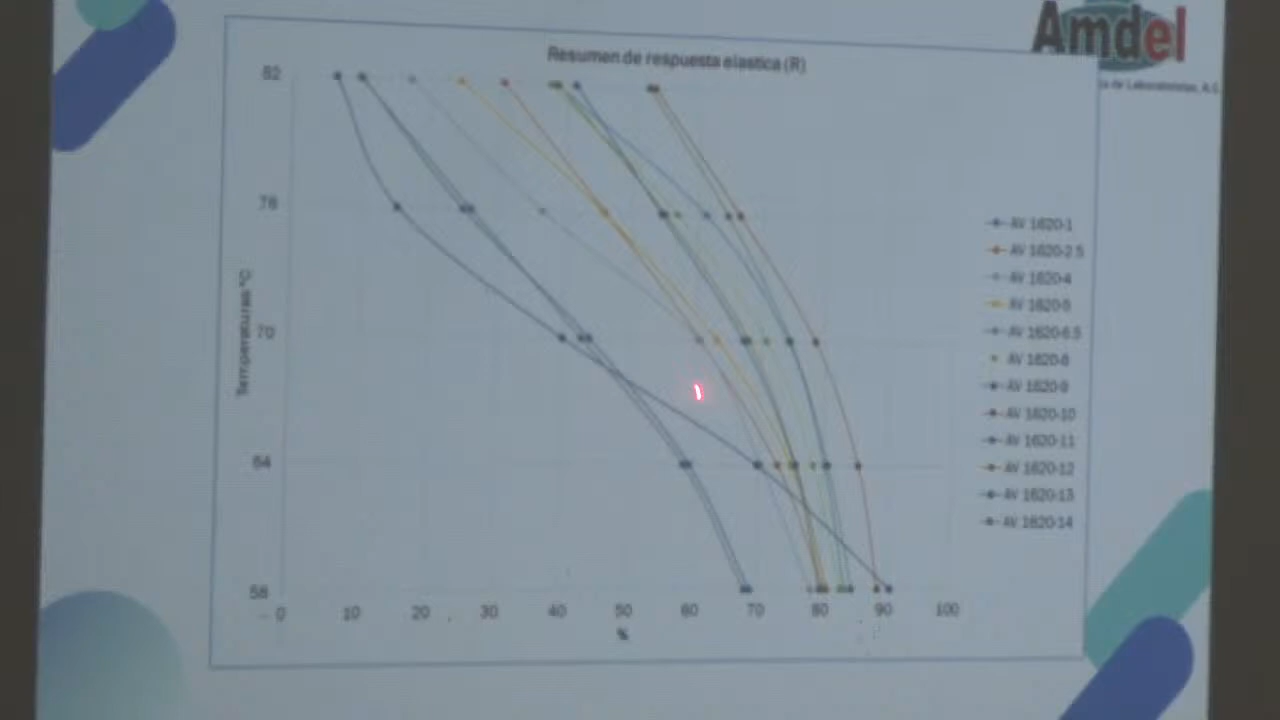 Amdel
de Laboratoristas, A.C.
Resumen de respuesta elastica (R)
82
76
70
64
58
Temperaturas °C
0 10 20 30 40 50 60 70 80 90 100
%
AV 1620-1
AV 1620-2.5
AV 1620-4
AV 1620-5
AV 1620-6.5
AV 1620-8
AV 1620-9
AV 1620-10
AV 1620-11
AV 1620-12
AV 1620-13
AV 1620-14